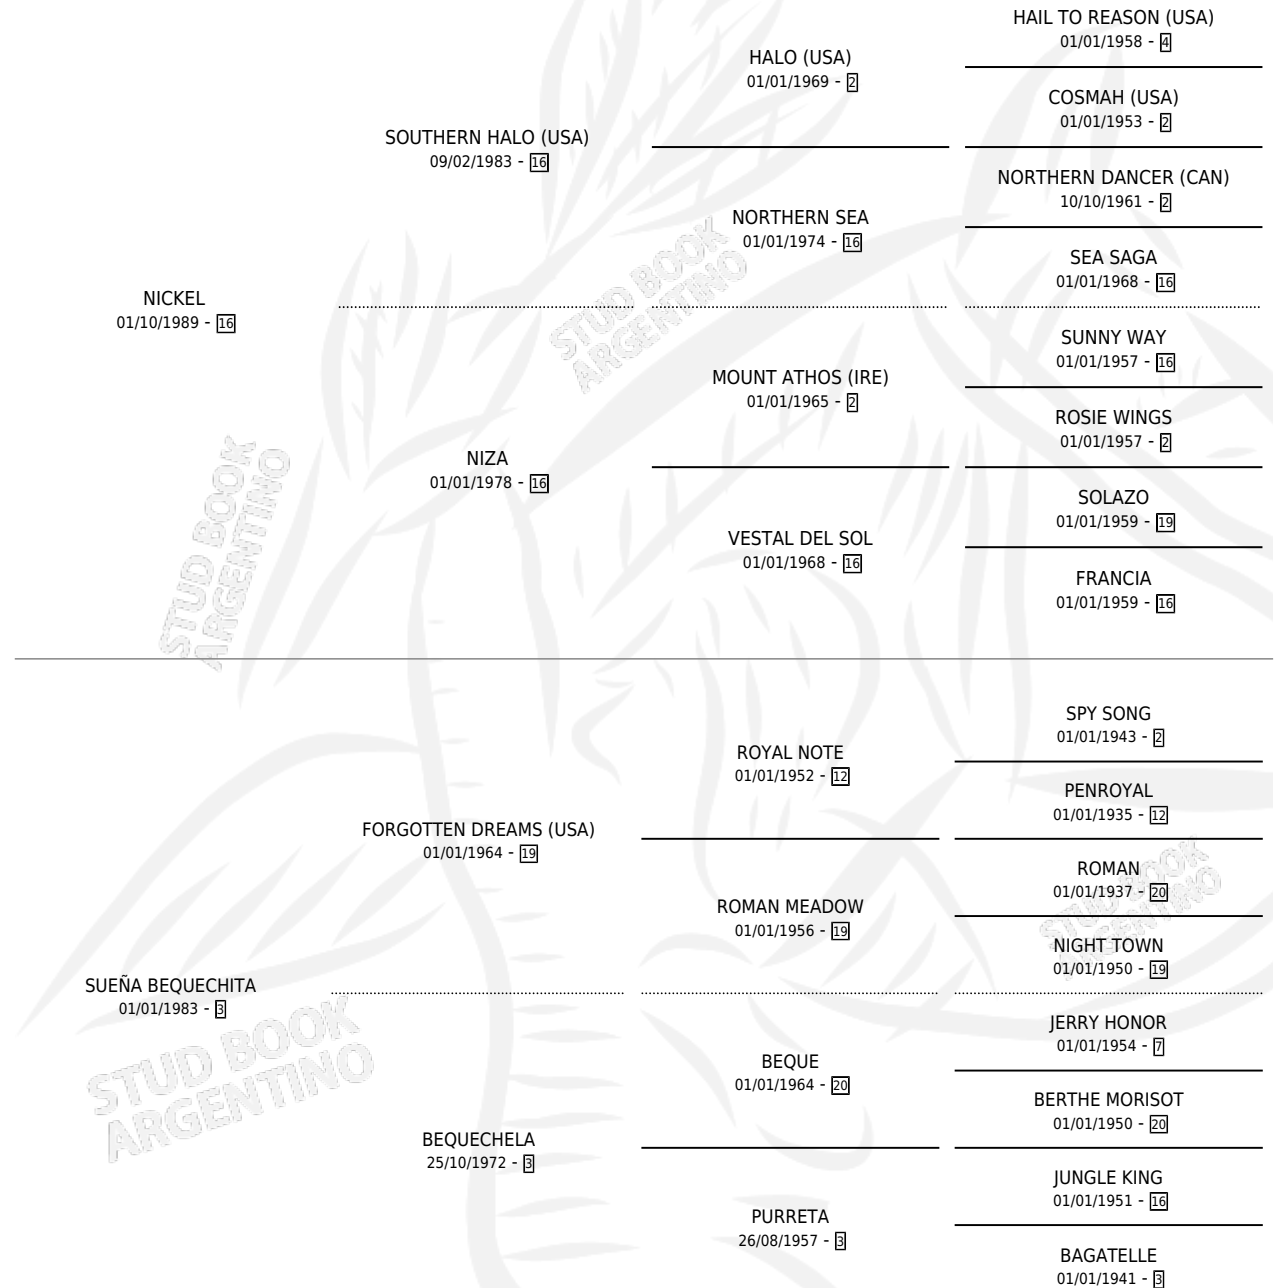 HAIL TO REASON (USA)
01/01/1958 - 4
HALO (USA)
01/01/1969 - 2
COSMAH (USA)
01/01/1953 - 2
SOUTHERN HALO (USA)
09/02/1983 - 16
NORTHERN DANCER (CAN)
10/10/1961 - 2
NORTHERN SEA
01/01/1974 - 16
SEA SAGA
01/01/1968 - 16
NICKEL
01/10/1989 - 16
SUNNY WAY
01/01/1957 - 16
MOUNT ATHOS (IRE)
01/01/1965 - 2
ROSIE WINGS
01/01/1957 - 2
NIZA
01/01/1978 - 16
SOLAZO
01/01/1959 - 19
VESTAL DEL SOL
01/01/1968 - 16
FRANCIA
01/01/1959 - 16
SPY SONG
01/01/1943 - 2
ROYAL NOTE
01/01/1952 - 12
PENROYAL
01/01/1935 - 12
FORGOTTEN DREAMS (USA)
01/01/1964 - 19
ROMAN
01/01/1937 - 20
ROMAN MEADOW
01/01/1956 - 19
NIGHT TOWN
01/01/1950 - 19
SUEÑA BEQUECHITA
01/01/1983 - 3
JERRY HONOR
01/01/1954 - 7
BEQUE
01/01/1964 - 20
BERTHE MORISOT
01/01/1950 - 20
BEQUECHELA
25/10/1972 - 3
JUNGLE KING
01/01/1951 - 16
PURRETA
26/08/1957 - 3
BAGATELLE
01/01/1941 - 3
STUD BOOK
ARGENTINO
STUD BOOK
ARGENTINO
STUD BOOK
ARGENTINO
STUD BOOK
ARGENTINO